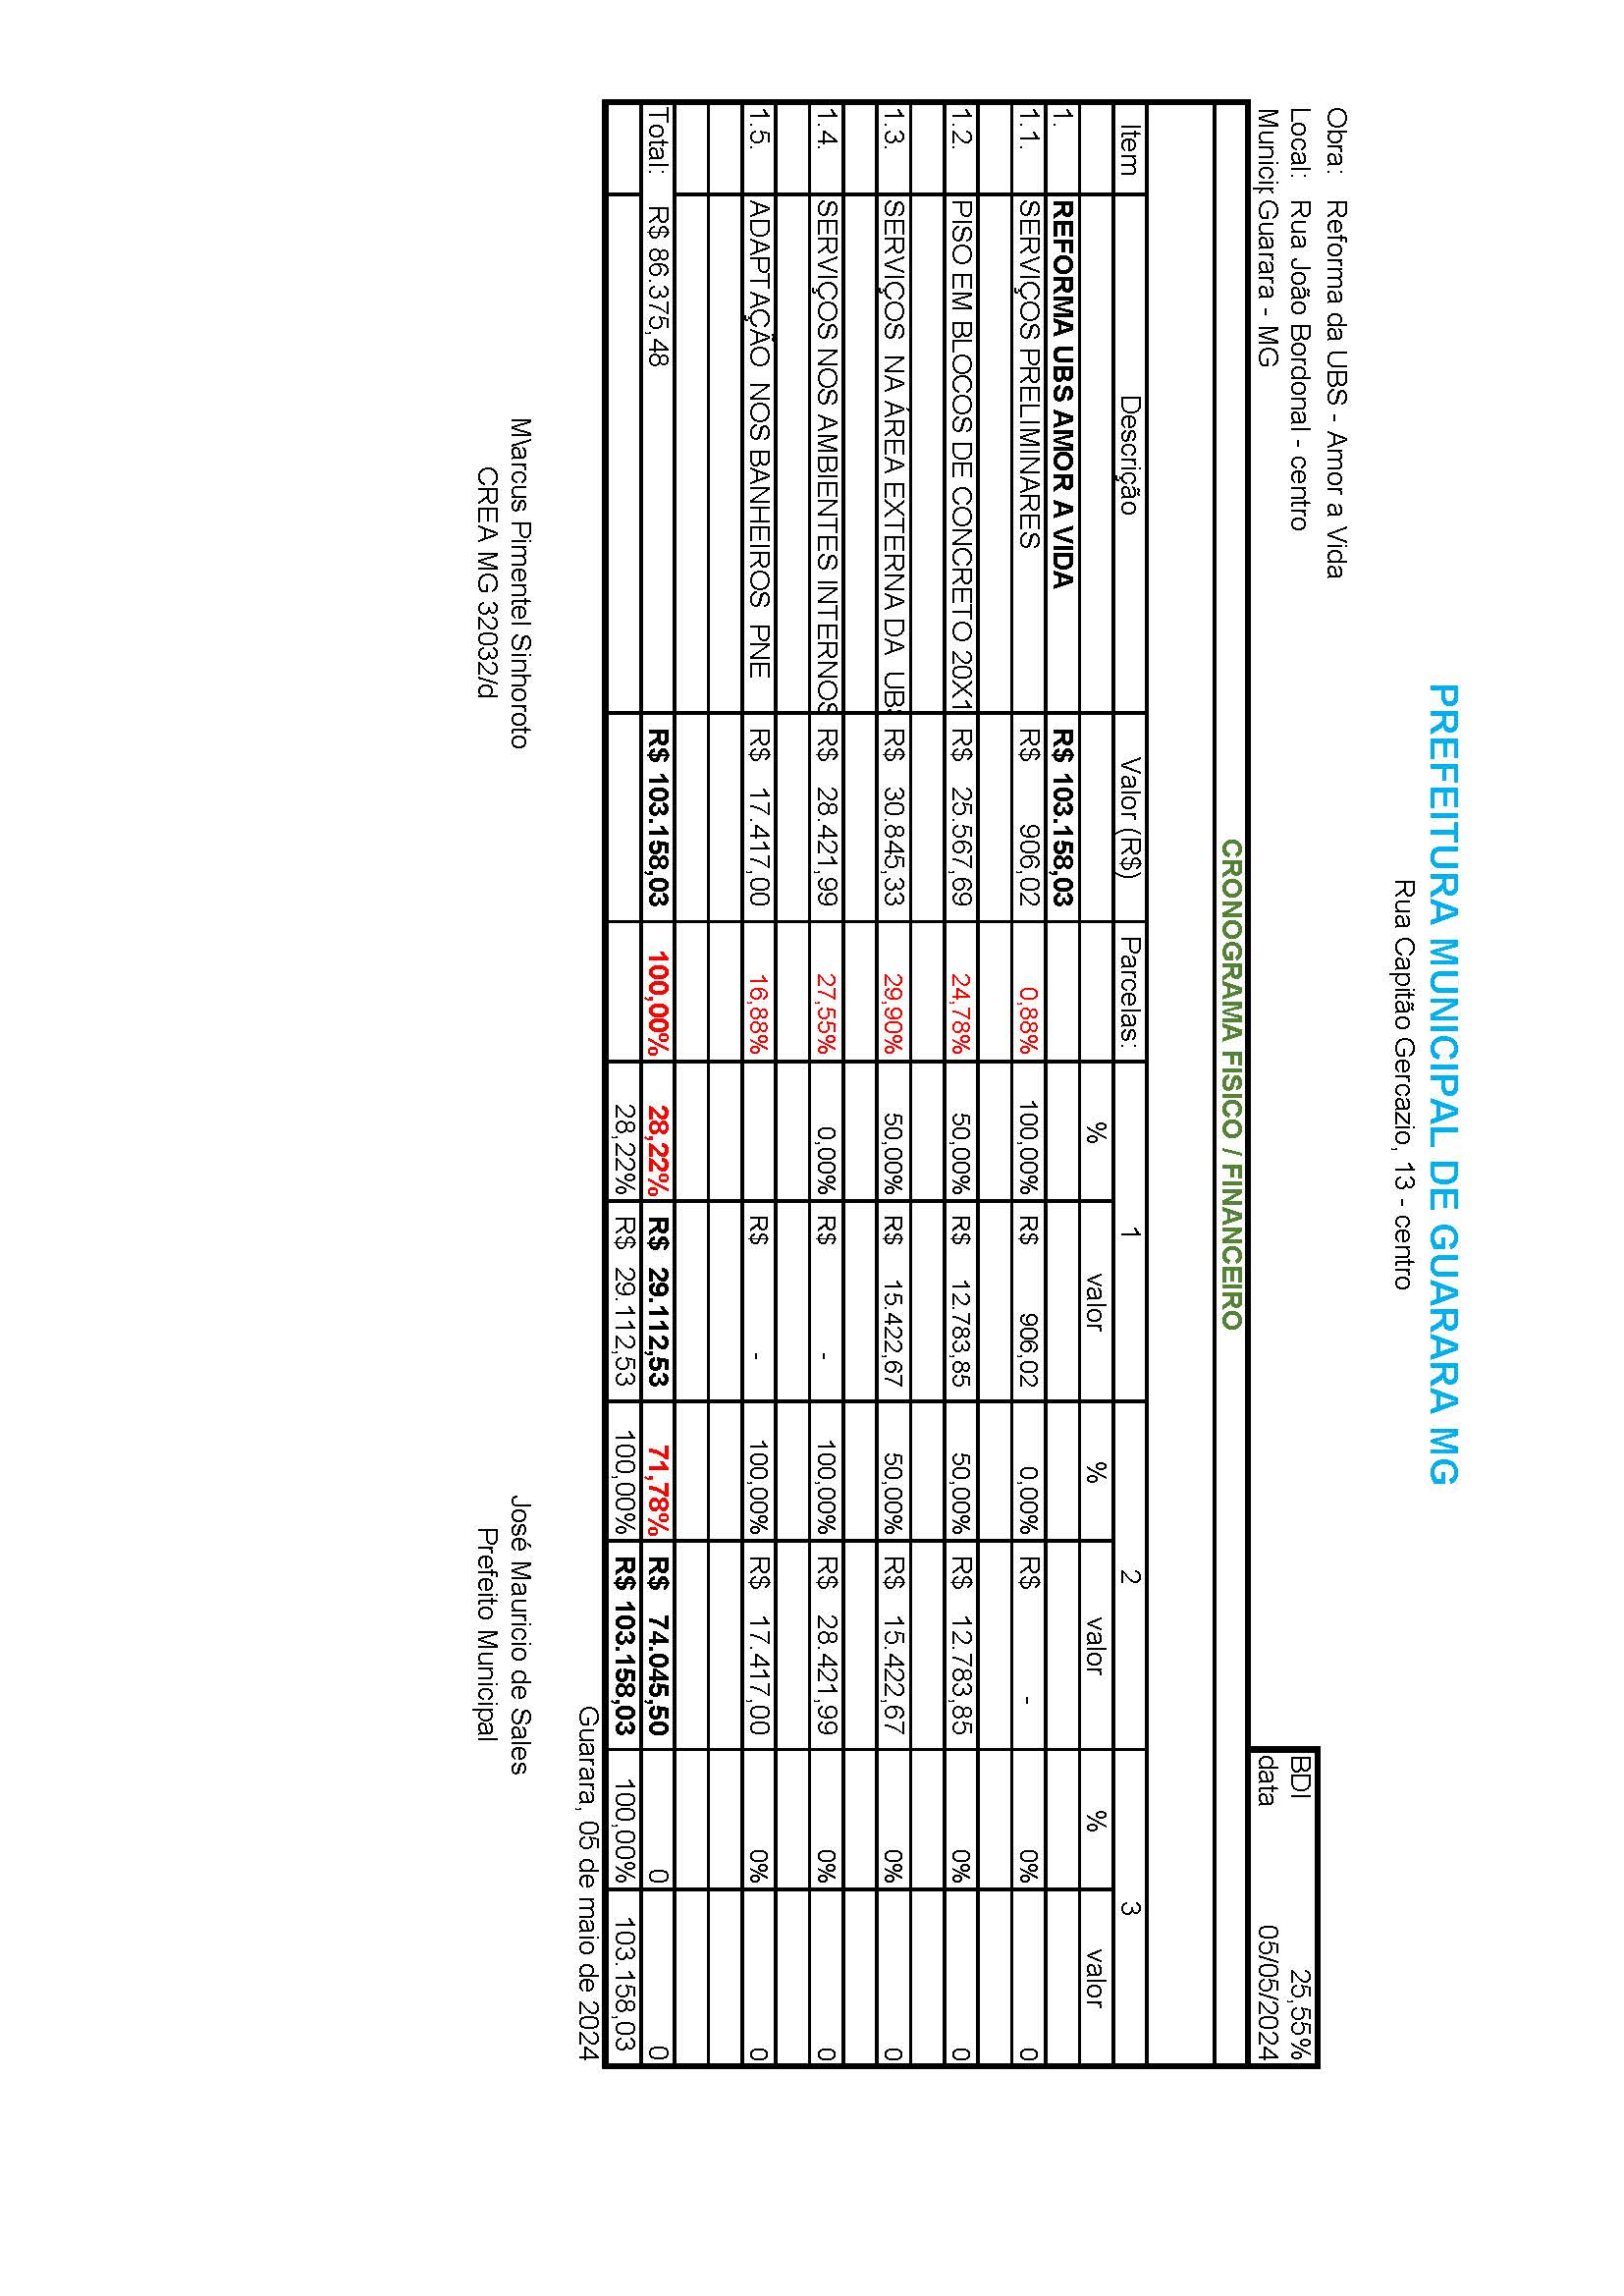 PREFEITURA MUNICIPAL DE GUARARA MG
Rua Capitão Gercazio, 13 - centro
Obra: Reforma da UBS - Amor a Vida
Local: Rua João Bordonal - centro BDI 25,55%
Municip Guarara - MG data 05/05/2024
CRONOGRAMA FISICO / FINANCEIRO
Item Descrição Valor (R$) Parcelas: 1 2 3
% valor % valor % valor
1. REFORMA UBS AMOR A VIDA R$ 103.158,03
1.1. SERVIÇOS PRELIMINARES R$ 906,02 0,88% 100,00% R$ 906,02 0,00% R$ - 0% 0
1.2. PISO EM BLOCOS DE CONCRETO 20X1 R$ 25.567,69 24,78% 50,00% R$ 12.783,85 50,00% R$ 12.783,85 0% 0
1.3. SERVIÇOS NA ÁREA EXTERNA DA UBS R$ 30.845,33 29,90% 50,00% R$ 15.422,67 50,00% R$ 15.422,67 0% 0
1.4. SERVIÇOS NOS AMBIENTES INTERNOS R$ 28.421,99 27,55% 0,00% R$ - 100,00% R$ 28.421,99 0% 0
1.5. ADAPTAÇÃO NOS BANHEIROS PNE R$ 17.417,00 16,88% R$ - 100,00% R$ 17.417,00 0% 0
Total: R$ 86.375,48 R$ 103.158,03 100,00% 28,22% R$ 29.112,53 71,78% R$ 74.045,50 0 0
28,22% R$ 29.112,53 100,00% R$ 103.158,03 100,00% 103.158,03
Guarara, 05 de maio de 2024
M\arcus Pimentel Sinhoroto José Mauricio de Sales
CREA MG 32032/d Prefeito Municipal